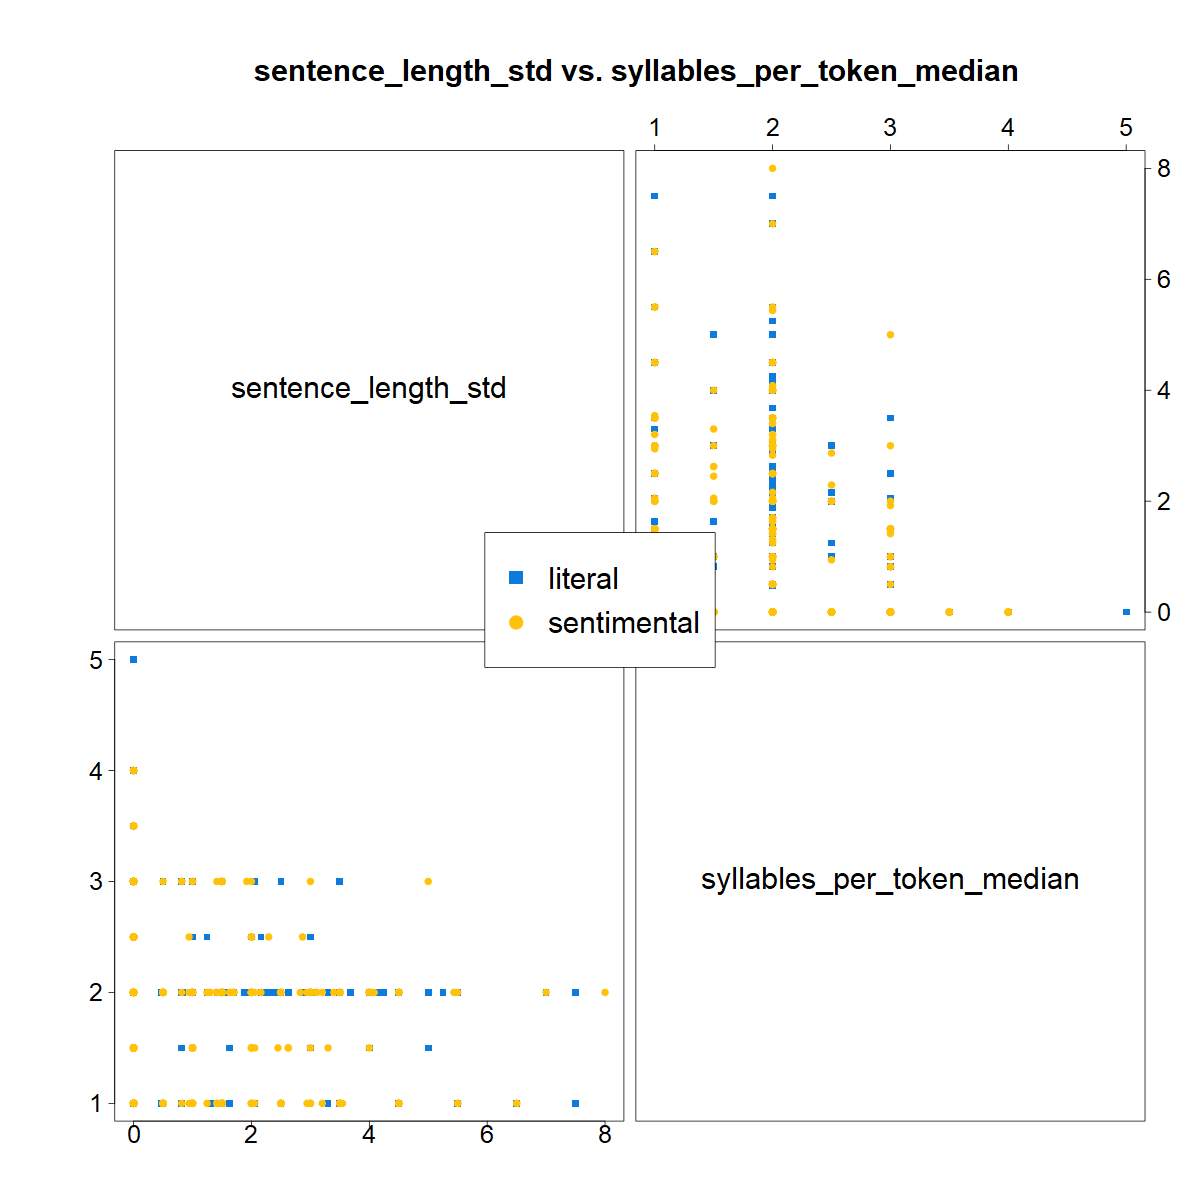 sentence_length_std vs. syllables_per_token_median
1 2 3 4 5
sentence_length_std
8
6
4
2
0
literal
sentimental
5
4
3
2
1
syllables_per_token_median
0 2 4 6 8